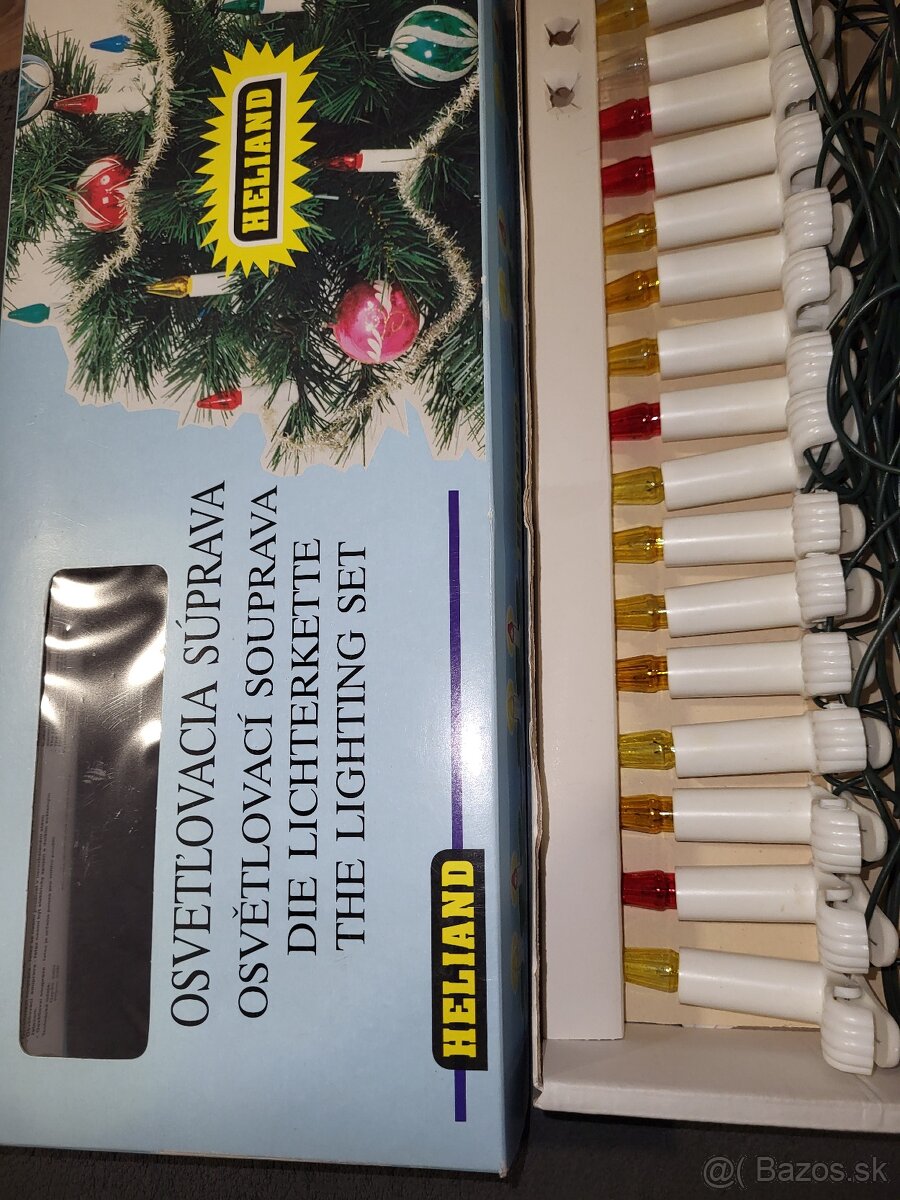 HELIAND
OSVETĽOVACIA SÚPRAVA
OSVĚTLOVACÍ SOUPRAVA
DIE LICHTERKETTE
THE LIGHTING SET
HELIAND
@( Bazos.sk